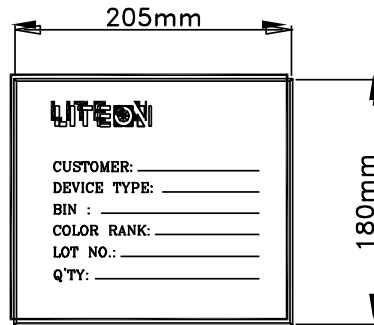 205mm
LITEON
CUSTOMER:
DEVICE TYPE:
BIN :
COLOR RANK:
LOT NO.:
Q'TY:
180mm